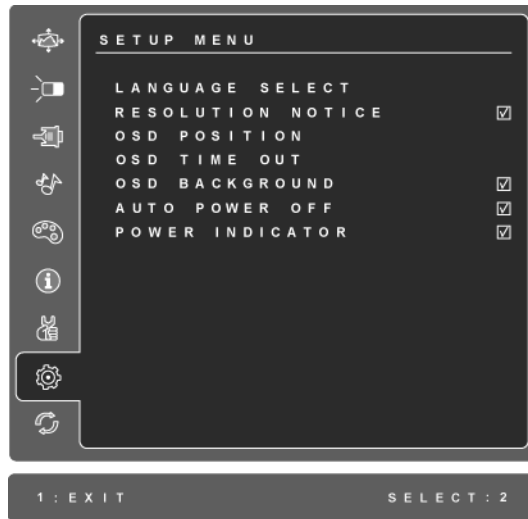 SETUP MENU
LANGUAGE SELECT
RESOLUTION NOTICE
OSD POSITION
OSD TIME OUT
OSD BACKGROUND
AUTO POWER OFF
POWER INDICATOR
1:EXIT SELECT:2